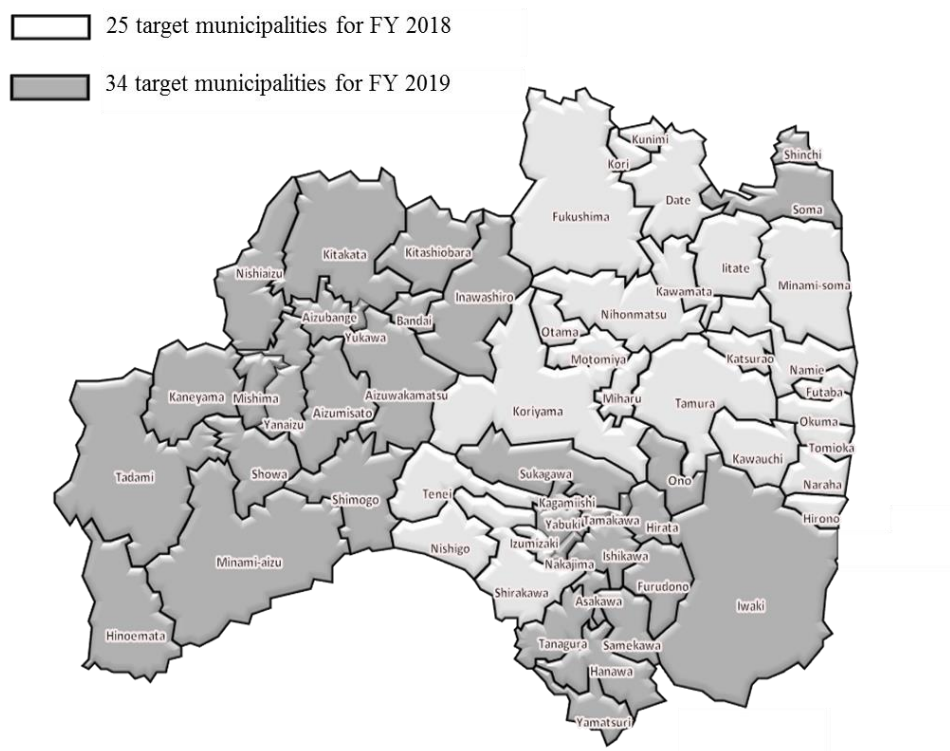 25 target municipalities for FY 2018
34 target municipalities for FY 2019
Kunimi
Shinchi
Kori
Date
Soma
Fukushima
Kitakata
Kitashiobara
Nishiaizu
Iitate
Minami-soma
Kawamata
Inawashiro
Nihonmatsu
Aizubange
Bandai
Otama
Yukawa
Motomiya
Katsurao
Namie
Futaba
Kaneyama
Mishima
Aizuwakamatsu
Miharu
Tamura
Aizumisato
Koriyama
Yanaizu
Okuma
Tomioka
Kawauchi
Tadami
Showa
Sukagawa
Ono
Naraha
Shimogo
Tenei
Kagamiishi
Yabuki
Tamakawa
Hirata
Hirono
Izumizaki
Nishigo
Ishikawa
Nakajima
Minami-aizu
Furudono
Shirakawa
Asakawa
Iwaki
Hinoemata
Tanagura
Samekawa
Hanawa
Yamatsuri